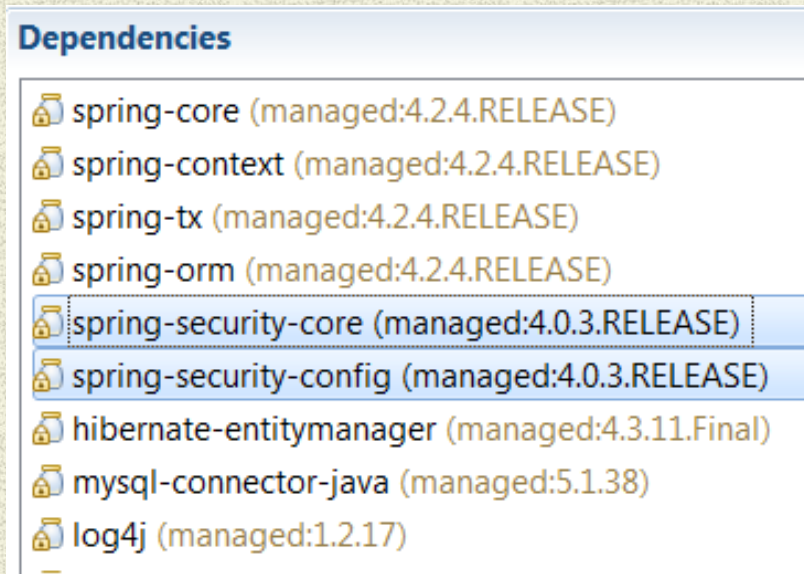 Dependencies
spring-core (managed:4.2.4.RELEASE)
spring-context (managed:4.2.4.RELEASE)
spring-tx (managed:4.2.4.RELEASE)
spring-orm (managed:4.2.4.RELEASE)
spring-security-core (managed:4.0.3.RELEASE)
spring-security-config (managed:4.0.3.RELEASE)
hibernate-entitymanager (managed:4.3.11.Final)
mysql-connector-java (managed:5.1.38)
log4j (managed:1.2.17)